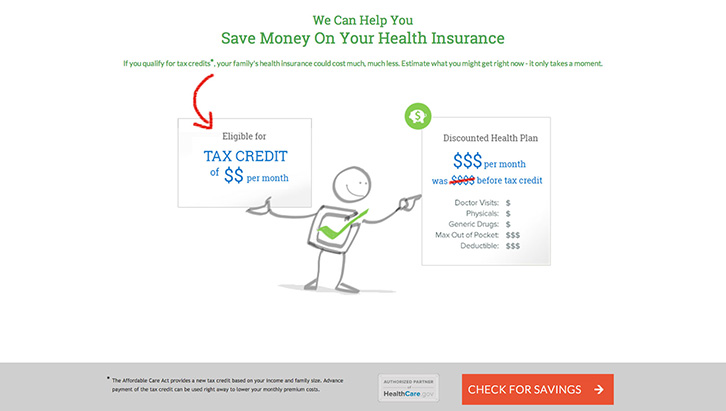 We Can Help You
Save Money On Your Health Insurance
If you qualify for tax credits*, your family's health insurance could cost much, much less. Estimate what you might get right now - it only takes a moment.
Eligible for
TAX CREDIT
of $$ per month
$
Discounted Health Plan
$$$ per month
was $$$$ before tax credit
Doctor Visits: $
Physicals: $
Generic Drugs: $
Max Out of Pocket: $$$
Deductible: $$$
* The Affordable Care Act provides a new tax credit based on your income and family size. Advance
payment of the tax credit can be used right away to lower your monthly premium costs.
AUTHORIZED PARTNER
of
HealthCare.gov
CHECK FOR SAVINGS